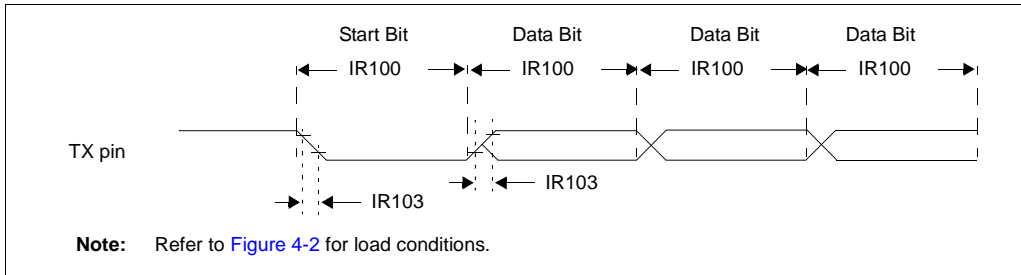 Start Bit Data Bit Data Bit Data Bit
IR100 IR100 IR100 IR100
TX pin
IR103 IR103
Note: Refer to Figure 4-2 for load conditions.